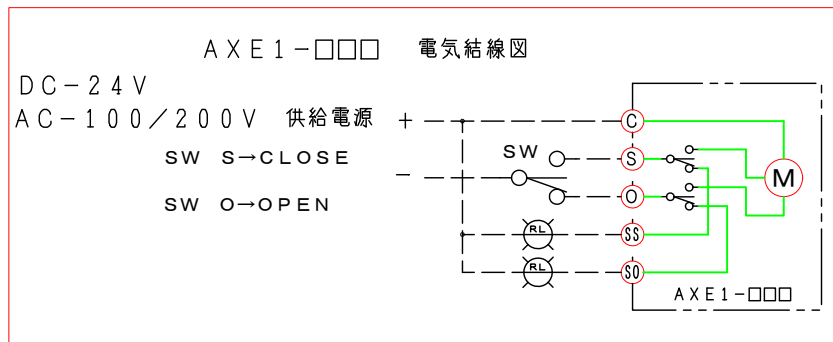 AXE1-□□□ 電気結線図
DC-24V
AC-100/200V 供給電源 +
SW S→CLOSE
-
SW O→OPEN
SW
C
S
O
SS
SO
RL
RL
M
AXE1-□□□